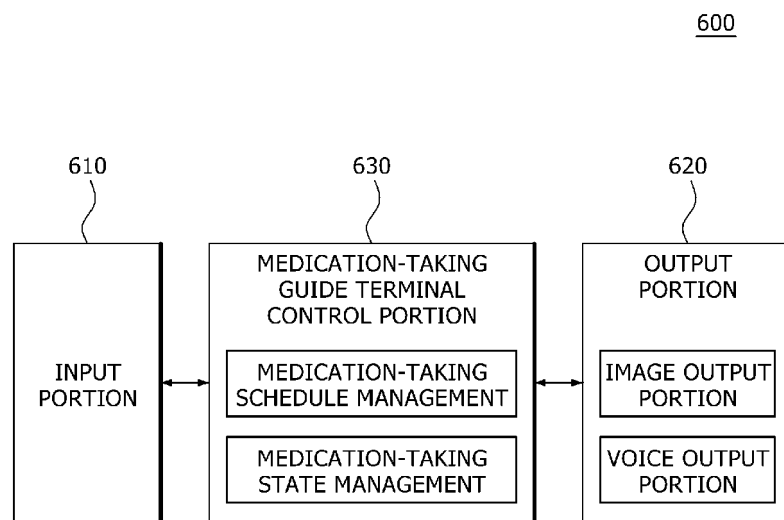 600
610
630
620
INPUT
PORTION
MEDICATION-TAKING
GUIDE TERMINAL
CONTROL PORTION
MEDICATION-TAKING
SCHEDULE MANAGEMENT
MEDICATION-TAKING
STATE MANAGEMENT
OUTPUT
PORTION
IMAGE OUTPUT
PORTION
VOICE OUTPUT
PORTION